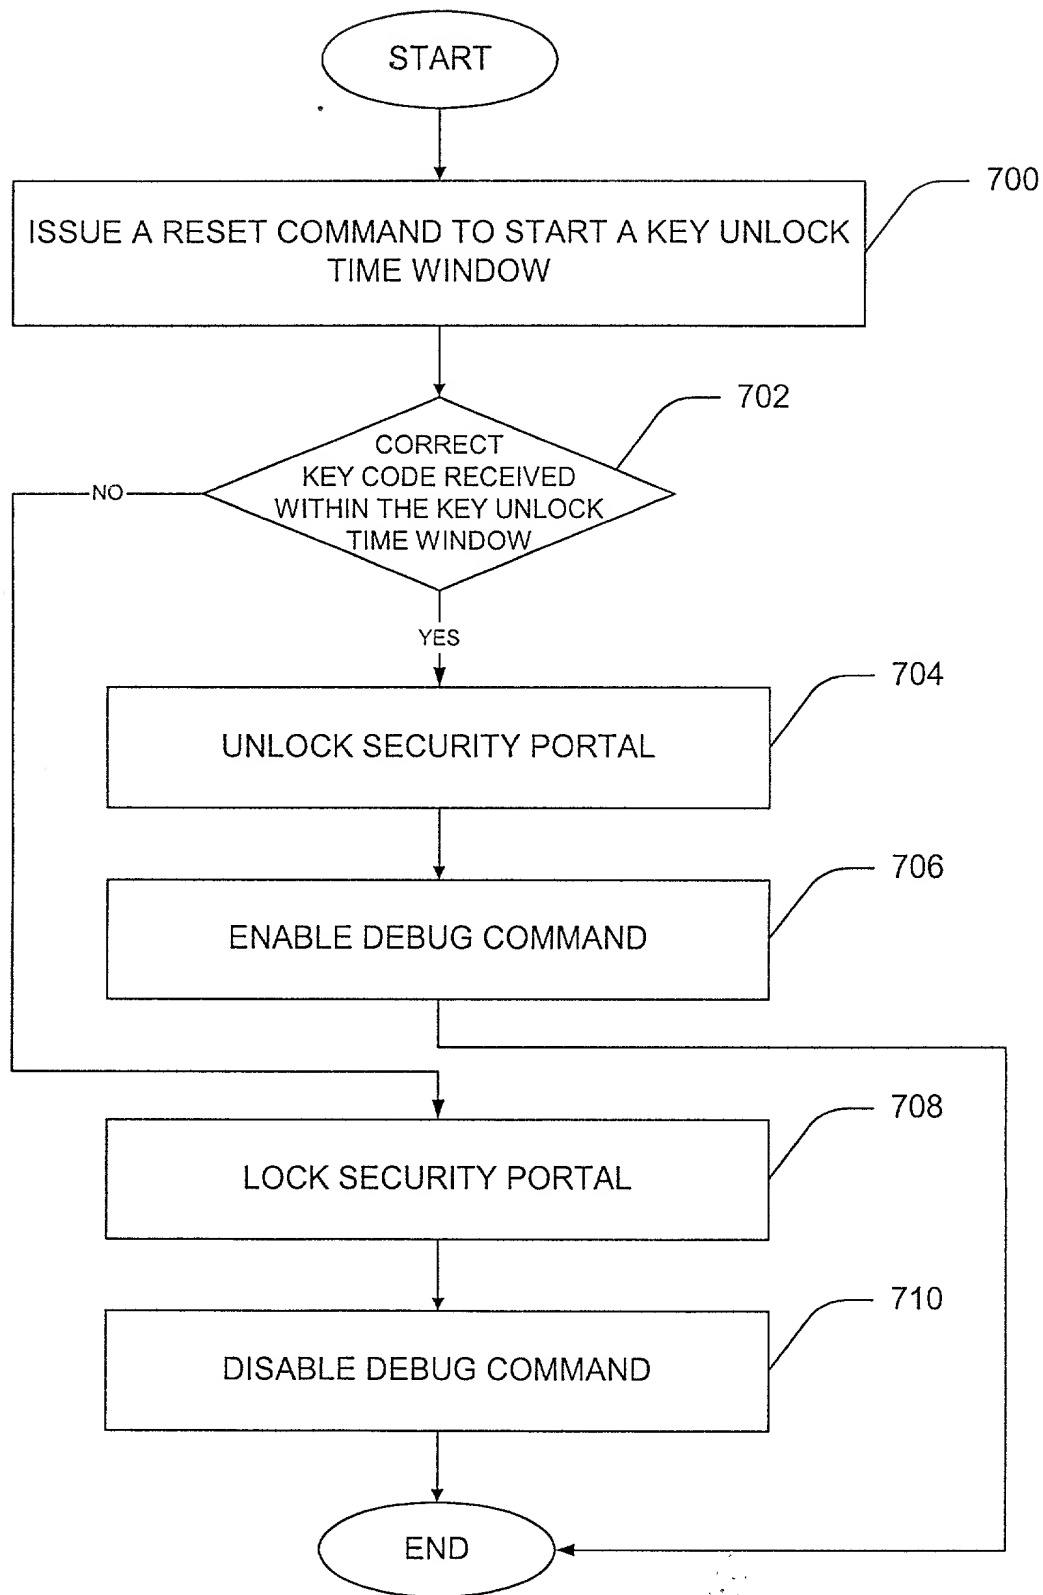 START
700
ISSUE A RESET COMMAND TO START A KEY UNLOCK
TIME WINDOW
702
CORRECT
KEY CODE RECEIVED
WITHIN THE KEY UNLOCK
TIME WINDOW
NO
YES
704
UNLOCK SECURITY PORTAL
706
ENABLE DEBUG COMMAND
708
LOCK SECURITY PORTAL
710
DISABLE DEBUG COMMAND
END